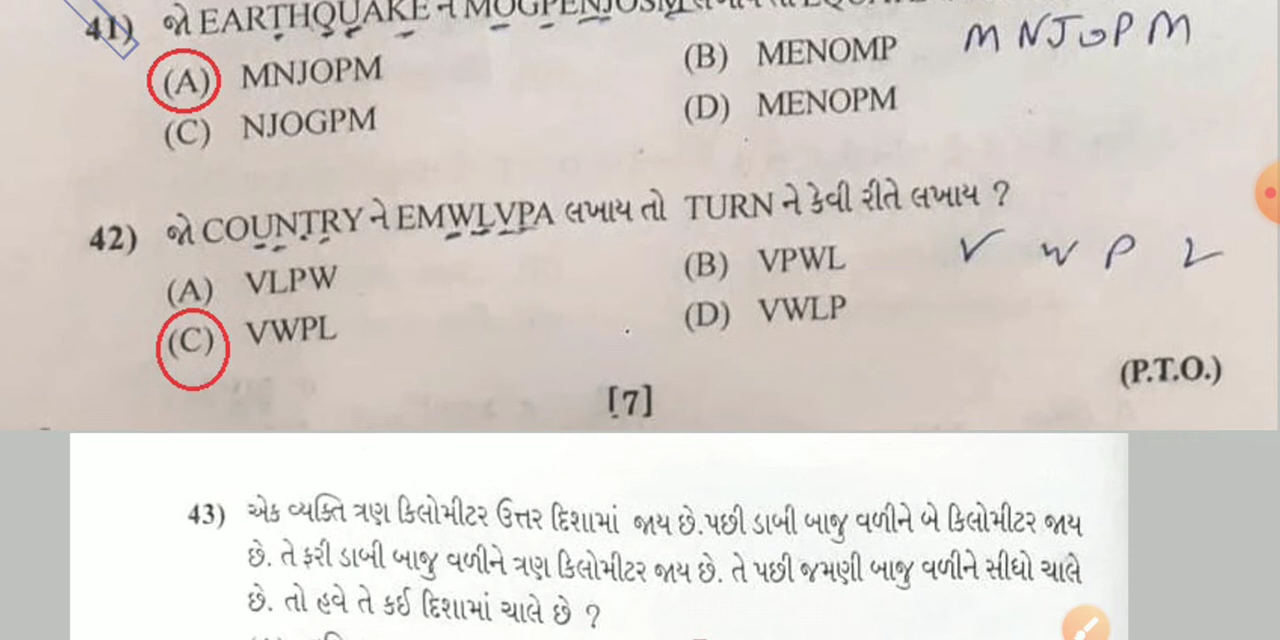 41) જો EARTHQUAKE ને MOGPENJOSM
(A) MNJOPM (B) MENOMP MNJOPM
(C) NJOGPM (D) MENOPM
42) જો COUNTRY ને EMWLVPA લખાય તો TURN ને કેવી રીતે લખાય ?
(A) VLPW (B) VPWL V W P L
(C) VWPL (D) VWLP
(P.T.O.)
[7]
43) એક વ્યક્તિ ત્રણ કિલોમીટર ઉત્તર દિશામાં જાય છે. પછી ડાબી બાજુ વળીને બે કિલોમીટર જાય
છે. તે ફરી ડાબી બાજુ વળીને ત્રણ કિલોમીટર જાય છે. તે પછી જમણી બાજુ વળીને સીધો ચાલે
છે. તો હવે તે કઈ દિશામાં ચાલે છે ?